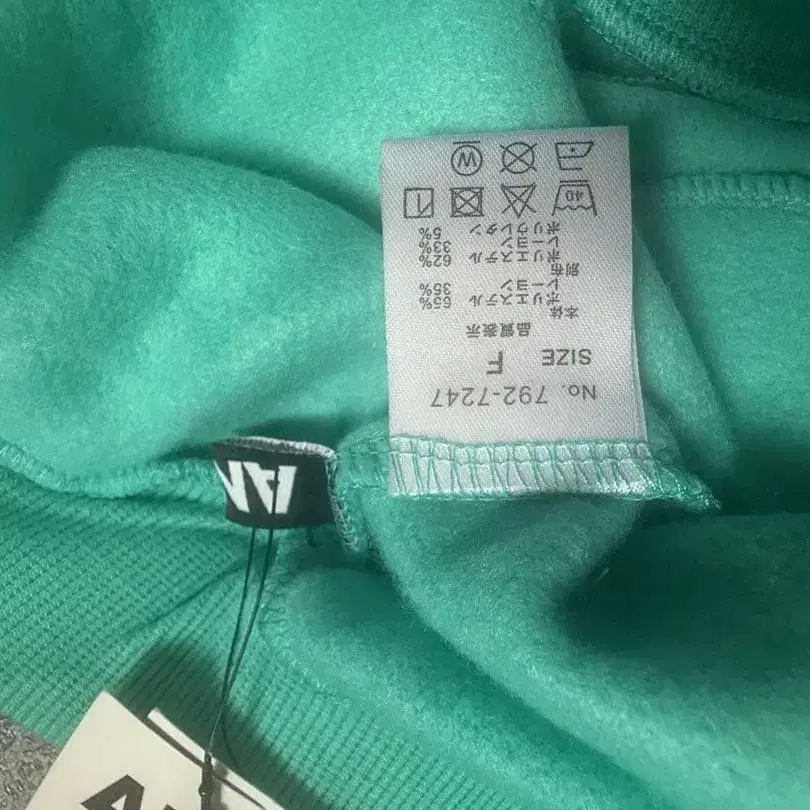 No. 792-7247
SIZE F
品質表示
本体
ポリエステル 65%
レーヨン 35%
別布
ポリエステル 62%
レーヨン 33%
ポリウレタン 5%
40
W